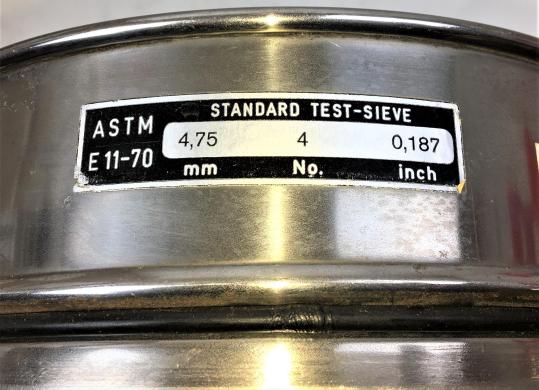 STANDARD TEST-SIEVE
ASTM
E 11-70
4,75 4 0,187
mm No. inch